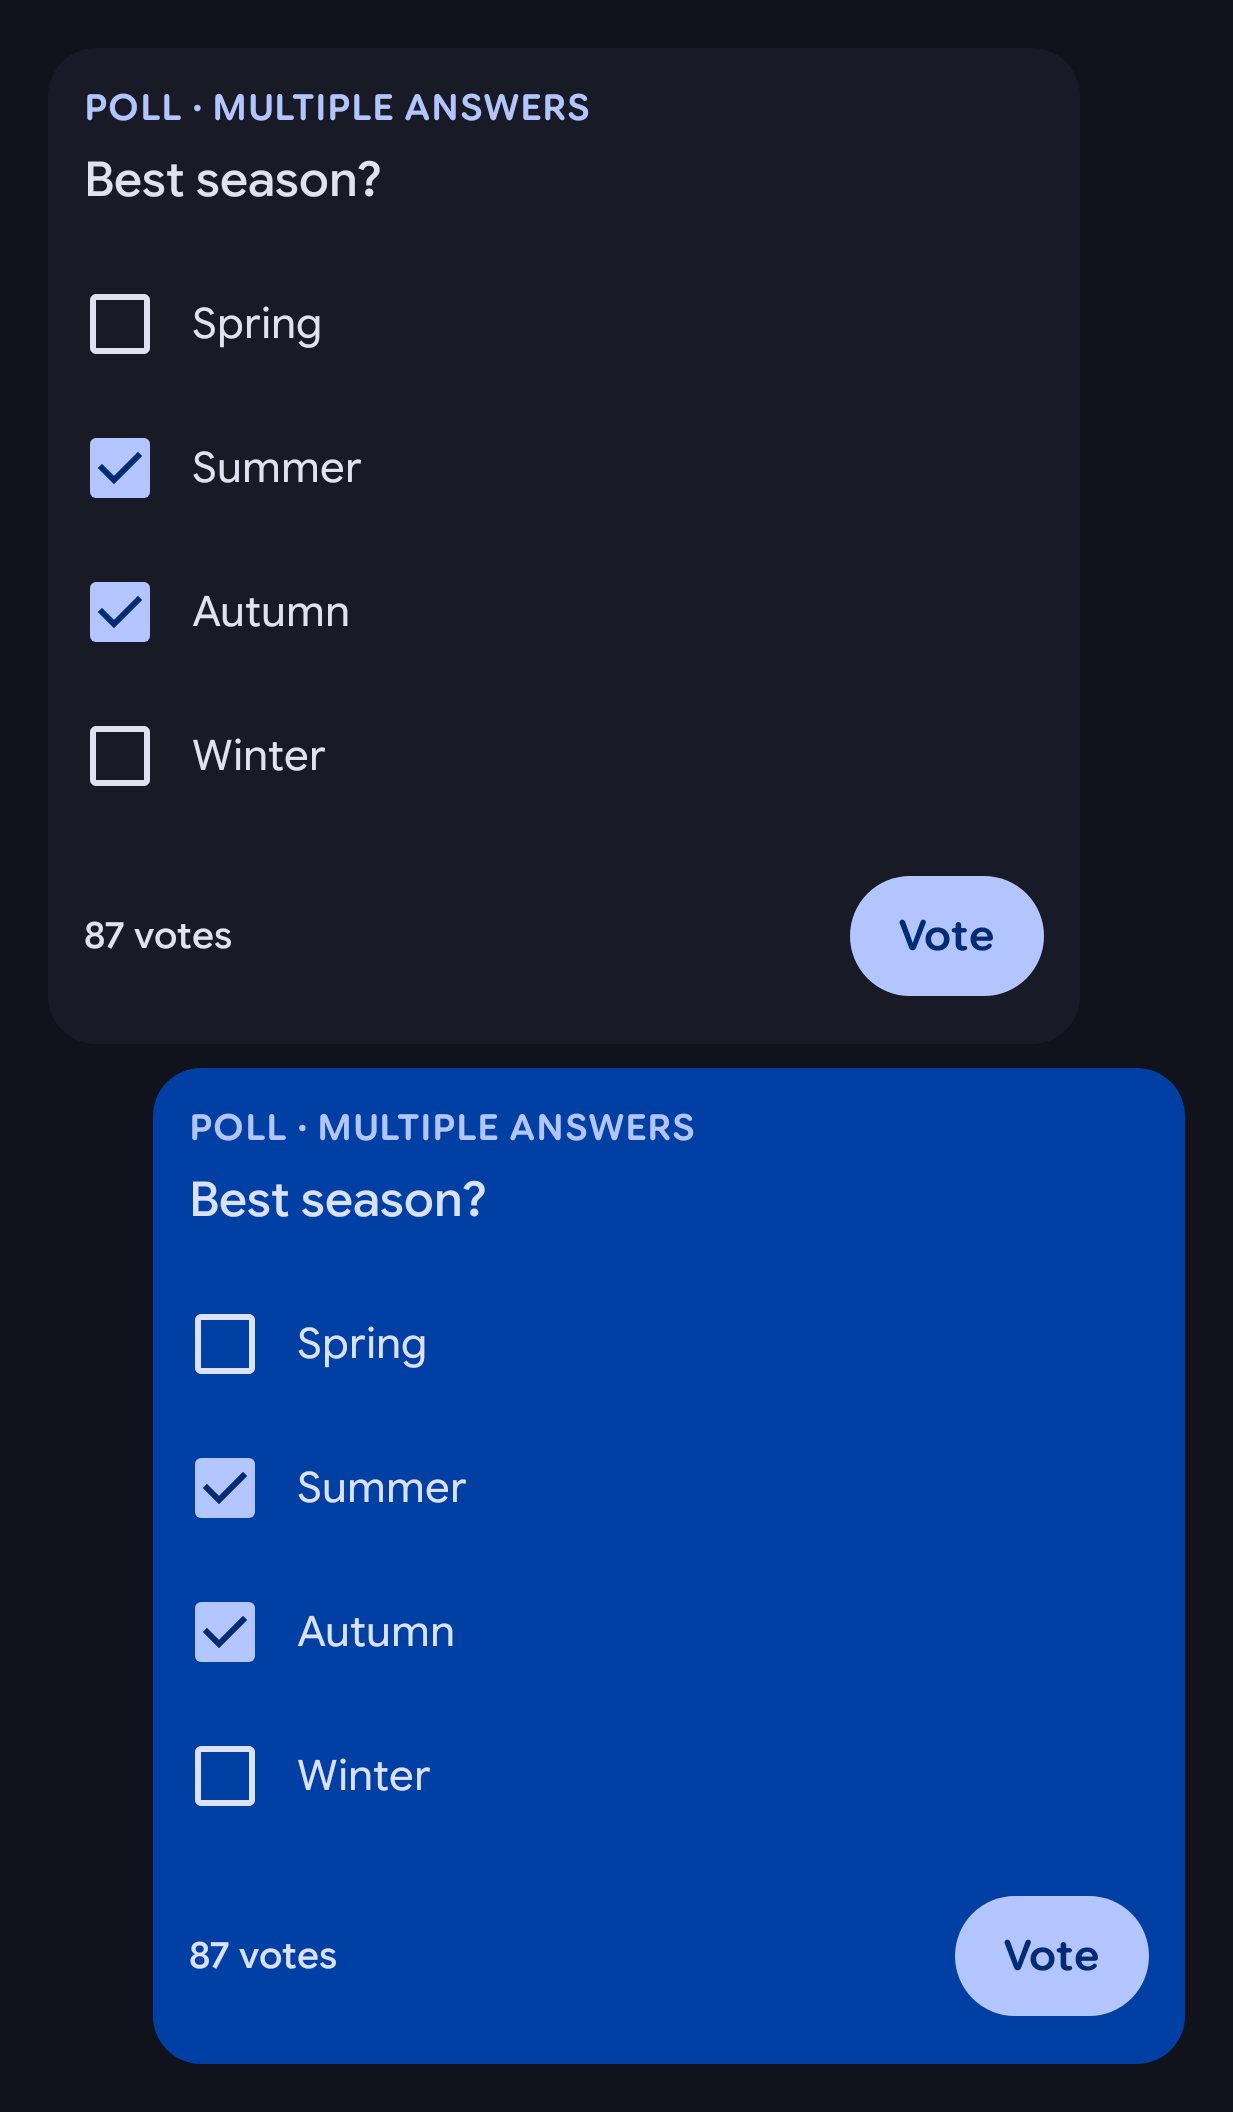 POLL · MULTIPLE ANSWERS
Best season?
Spring
Summer
Autumn
Winter
87 votes
Vote
POLL · MULTIPLE ANSWERS
Best season?
Spring
Summer
Autumn
Winter
87 votes
Vote